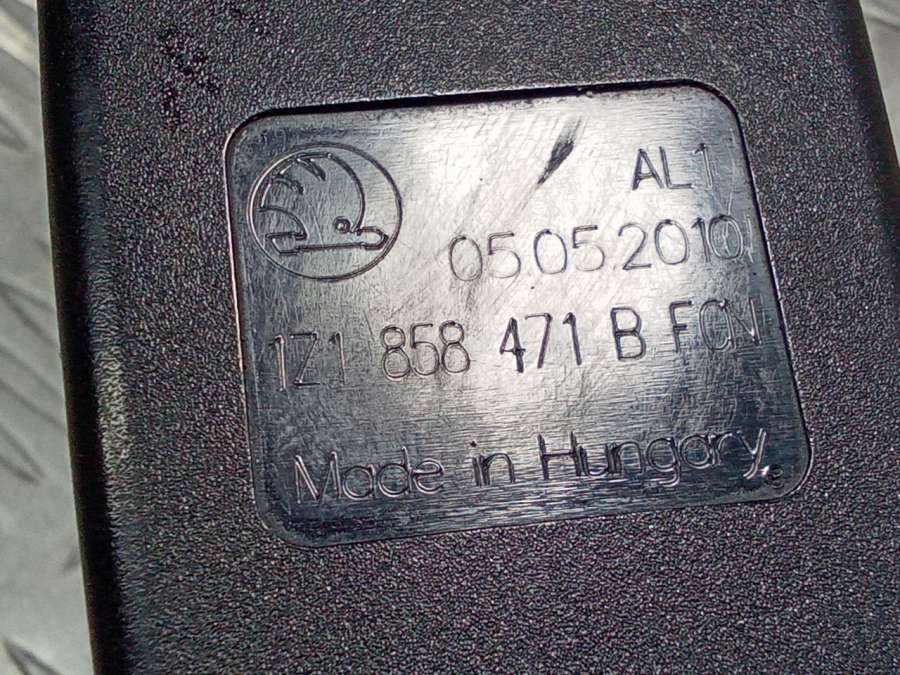 AL1
05.05.2010
1Z1 858 471 B FCN
Made in Hungary